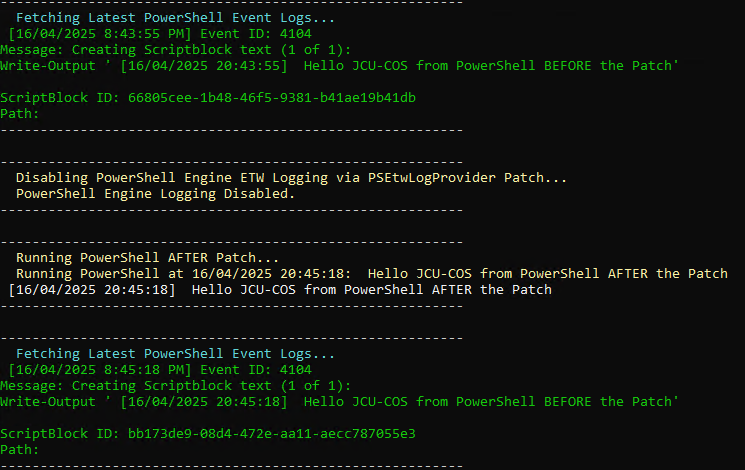 ----------------------------------------------------------
Fetching Latest PowerShell Event Logs...
[16/04/2025 8:43:55 PM] Event ID: 4104
Message: Creating Scriptblock text (1 of 1):
Write-Output ' [16/04/2025 20:43:55]  Hello JCU-COS from PowerShell BEFORE the Patch'

ScriptBlock ID: 66805cee-1b48-46f5-9381-b41ae19b41db
Path:
----------------------------------------------------------

----------------------------------------------------------
Disabling PowerShell Engine ETW Logging via PSEtwLogProvider Patch...
PowerShell Engine Logging Disabled.
----------------------------------------------------------

----------------------------------------------------------
Running PowerShell AFTER Patch...
Running PowerShell at 16/04/2025 20:45:18:  Hello JCU-COS from PowerShell AFTER the Patch
[16/04/2025 20:45:18]  Hello JCU-COS from PowerShell AFTER the Patch
----------------------------------------------------------

----------------------------------------------------------
Fetching Latest PowerShell Event Logs...
[16/04/2025 8:45:18 PM] Event ID: 4104
Message: Creating Scriptblock text (1 of 1):
Write-Output ' [16/04/2025 20:45:18]  Hello JCU-COS from PowerShell BEFORE the Patch'

ScriptBlock ID: bb173de9-08d4-472e-aa11-aecc787055e3
Path:
----------------------------------------------------------